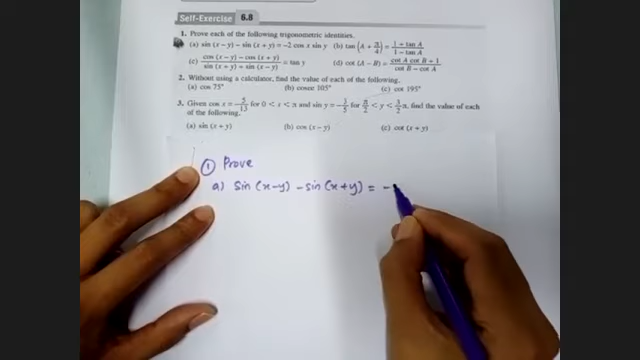 Self-Exercise 6.8
1. Prove each of the following trigonometric identities.
(a) sin (x − y) − sin (x + y) = −2 cos x sin y (b) tan (A + π/4) = (1 + tan A)/(1 − tan A)
(c) (cos (x − y) − cos (x + y))/(sin (x + y) + sin (x − y)) = tan y (d) cot (A − B) = (cot A cot B + 1)/(cot B − cot A)
2. Without using a calculator, find the value of each of the following.
(a) cos 75° (b) cosec 105° (c) cot 195°
3. Given cos x = −5/13 for 0 < x < π and sin y = −3/5 for π/2 < y < 3/2 π, find the value of each
of the following.
(a) sin (x + y) (b) cos (x − y) (c) cot (x + y)
① Prove
a) sin (x−y) − sin (x+y) = −